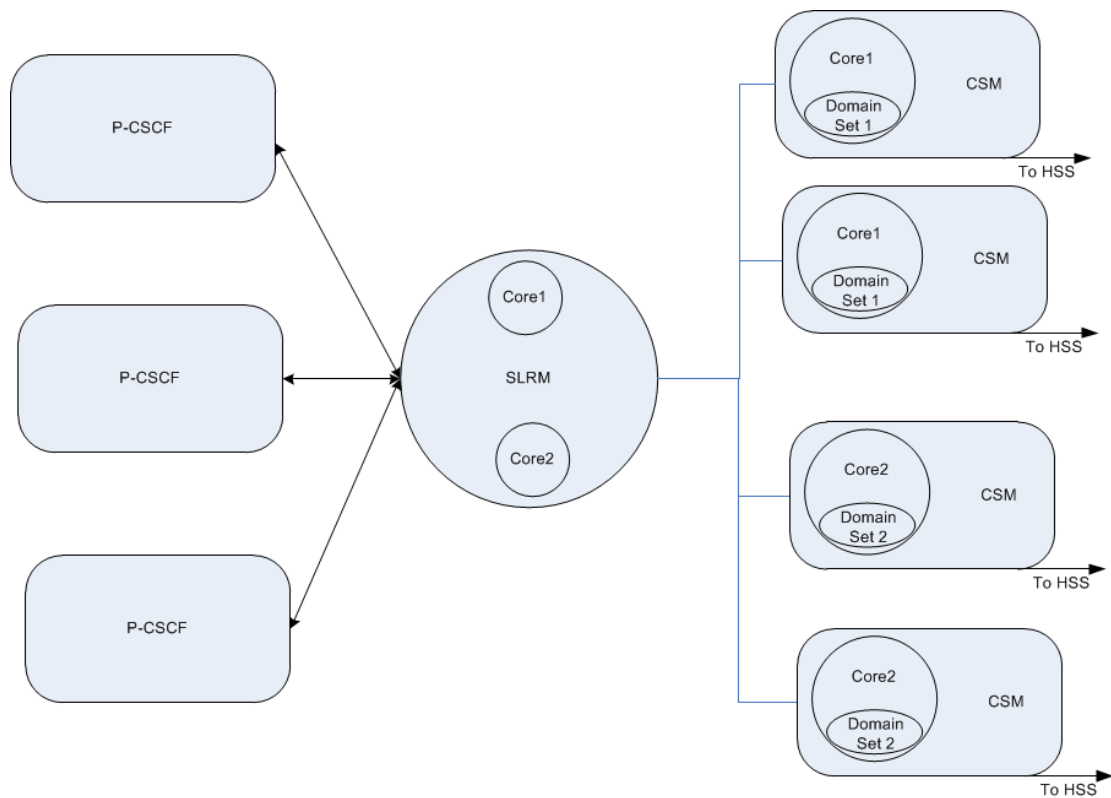 P-CSCF
P-CSCF
P-CSCF
Core1
SLRM
Core2
Core1
CSM
Domain
Set 1
To HSS
Core1
CSM
Domain
Set 1
To HSS
Core2
CSM
Domain
Set 2
To HSS
Core2
CSM
Domain
Set 2
To HSS